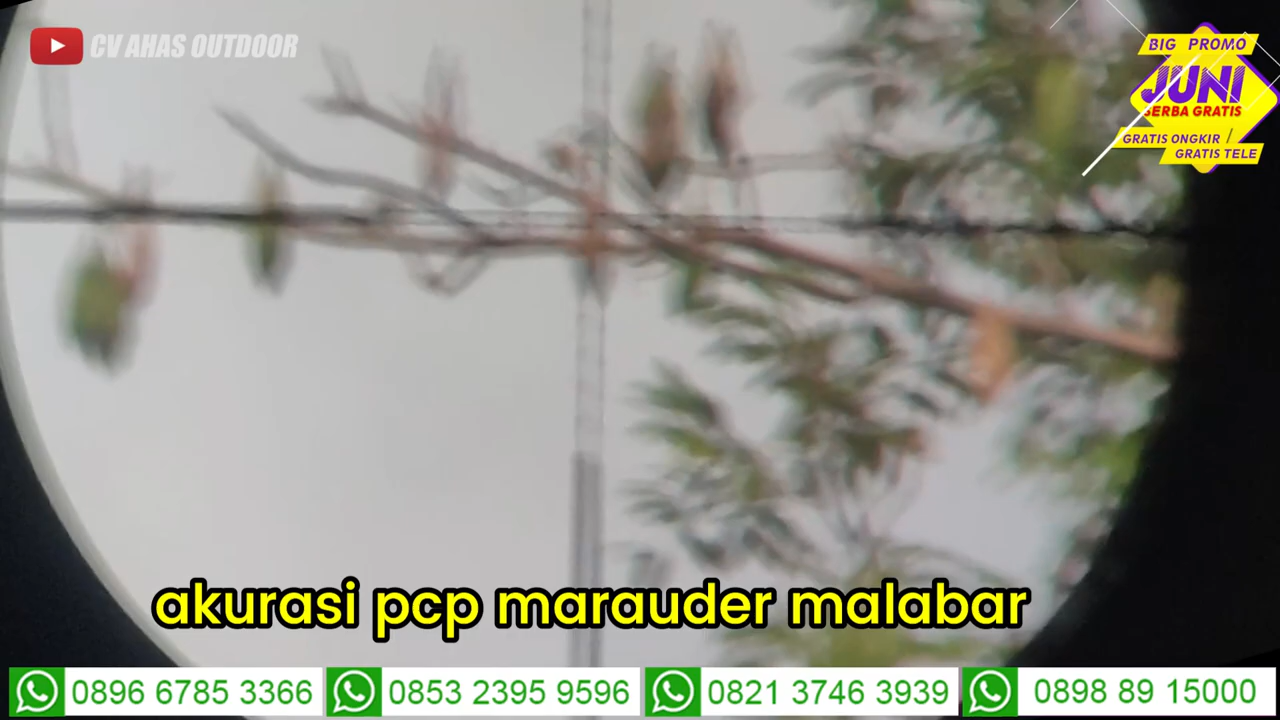 CV AHAS OUTDOOR
BIG PROMO
JUNI
SERBA GRATIS
GRATIS ONGKIR /
GRATIS TELE
akurasi pcp marauder malabar
0896 6785 3366
0853 2395 9596
0821 3746 3939
0898 89 15000